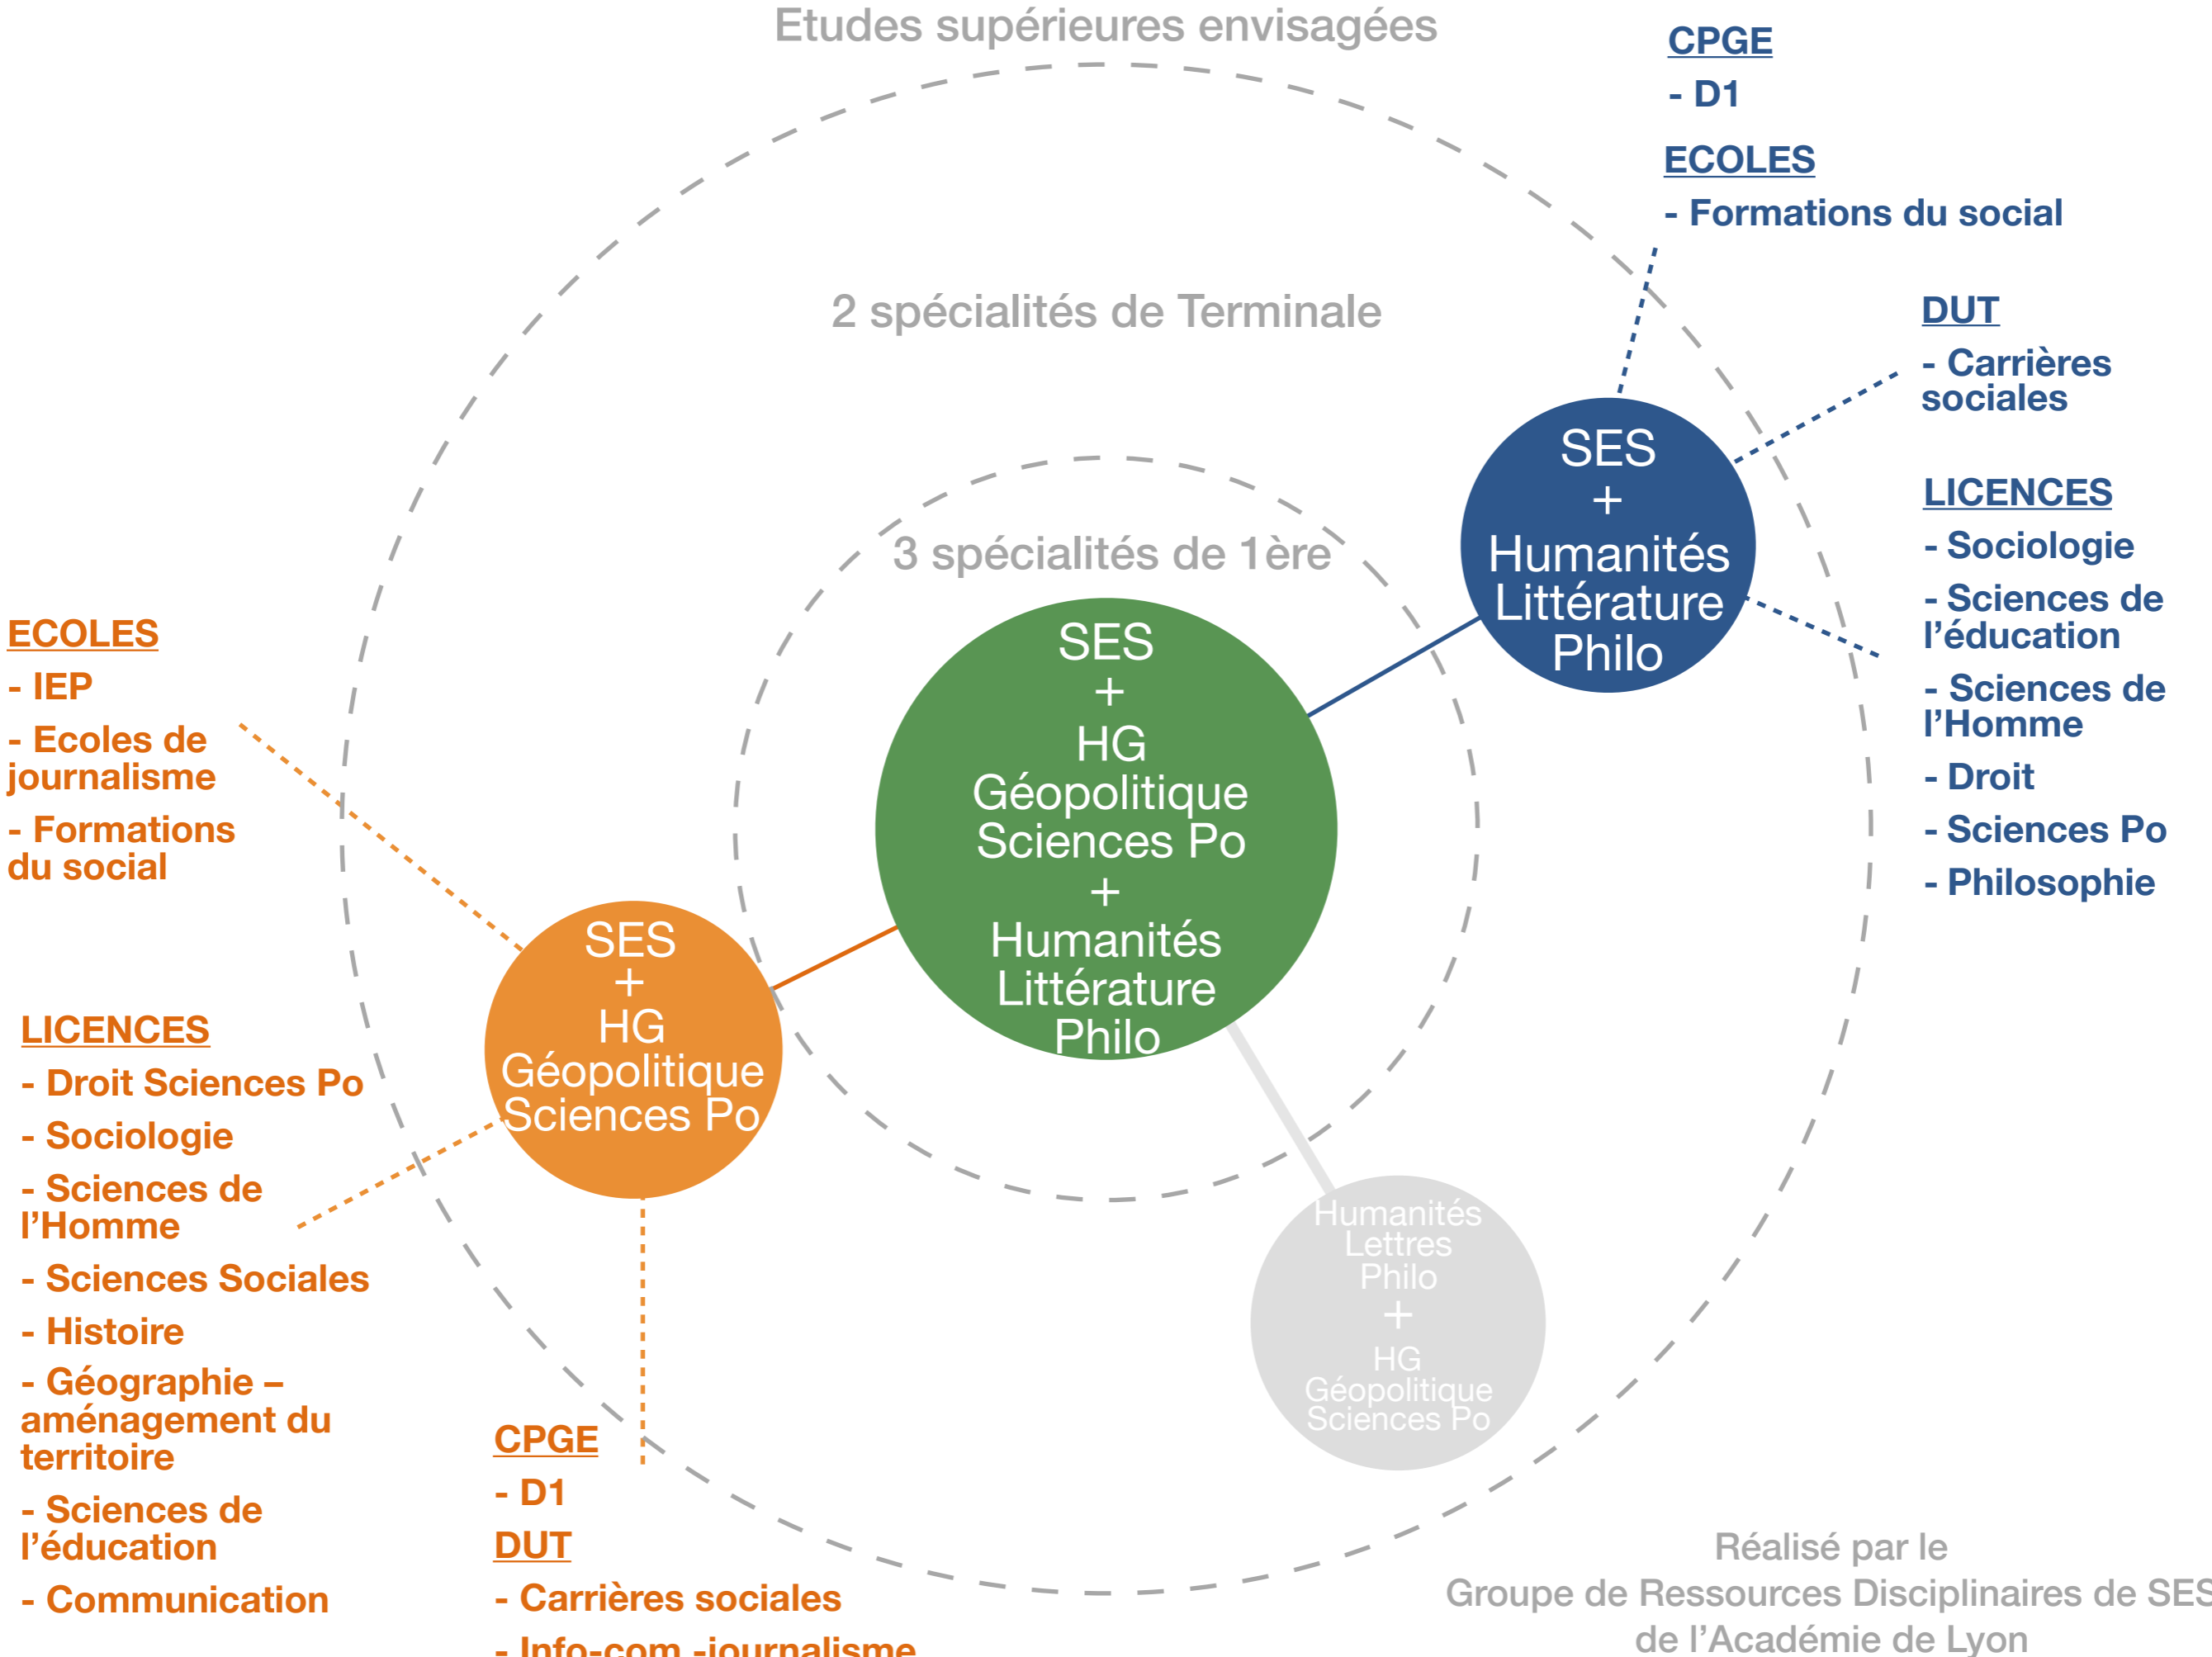 Etudes supérieures envisagées
CPGE
- D1
ECOLES
- Formations du social
2 spécialités de Terminale
DUT
- Carrières
sociales
SES
+
Humanités
Littérature
Philo
LICENCES
- Sociologie
- Sciences de
l'éducation
- Sciences de
l'Homme
- Droit
- Sciences Po
- Philosophie
3 spécialités de 1ère
SES
+
HG
Géopolitique
Sciences Po
+
Humanités
Littérature
Philo
ECOLES
- IEP
- Ecoles de
journalisme
- Formations
du social
SES
+
HG
Géopolitique
Sciences Po
LICENCES
- Droit Sciences Po
- Sociologie
- Sciences de
l'Homme
- Sciences Sociales
- Histoire
- Géographie –
aménagement du
territoire
- Sciences de
l'éducation
- Communication
Humanités
Lettres
Philo
+
HG
Géopolitique
Sciences Po
CPGE
- D1
DUT
- Carrières sociales
- Info-com -journalisme
Réalisé par le
Groupe de Ressources Disciplinaires de SES
de l'Académie de Lyon